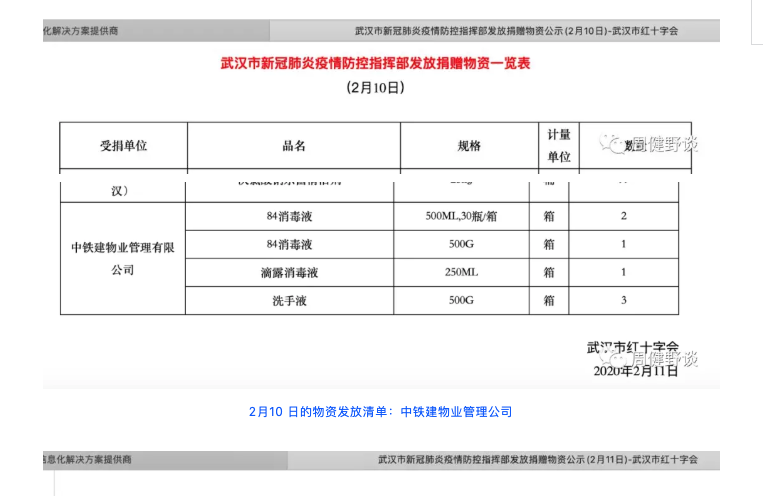 化解决方案提供商
武汉市新冠肺炎疫情防控指挥部发放捐赠物资公示(2月10日)-武汉市红十字会
武汉市新冠肺炎疫情防控指挥部发放捐赠物资一览表
(2月10日)
受捐单位 品名 规格 计量单位
周健野谈
汉）
中铁建物业管理有限公司
84消毒液 500ML,30瓶/箱 箱 2
84消毒液 500G 箱 1
滴露消毒液 250ML 箱 1
洗手液 500G 箱 3
武汉市红十字会
周健野谈
2020年2月11日
2月10 日的物资发放清单：中铁建物业管理公司
信息化解决方案提供商
武汉市新冠肺炎疫情防控指挥部发放捐赠物资公示(2月11日)-武汉市红十字会